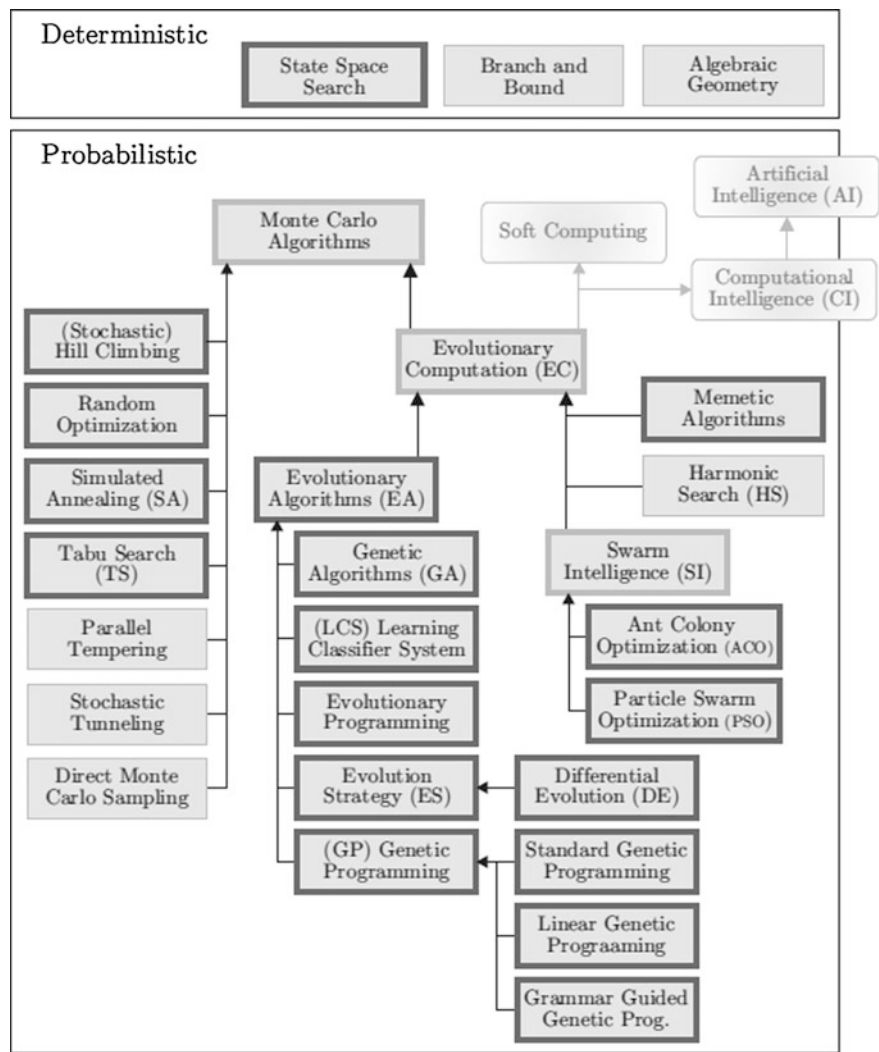 Deterministic
State Space
Search
Branch and
Bound
Algebraic
Geometry
Probabilistic
Artificial
Intelligence (AI)
Monte Carlo
Algorithms
Soft Computing
Computational
Intelligence (CI)
(Stochastic)
Hill Climbing
Evolutionary
Computation (EC)
Random
Optimization
Memetic
Algorithms
Simulated
Annealing (SA)
Evolutionary
Algorithms (EA)
Harmonic
Search (HS)
Tabu Search
(TS)
Genetic
Algorithms (GA)
Swarm
Intelligence (SI)
Parallel
Tempering
(LCS) Learning
Classifier System
Ant Colony
Optimization (ACO)
Stochastic
Tunneling
Evolutionary
Programming
Particle Swarm
Optimization (PSO)
Direct Monte
Carlo Sampling
Evolution
Strategy (ES)
Differential
Evolution (DE)
(GP) Genetic
Programming
Standard Genetic
Programming
Linear Genetic
Prograaming
Grammar Guided
Genetic Prog.